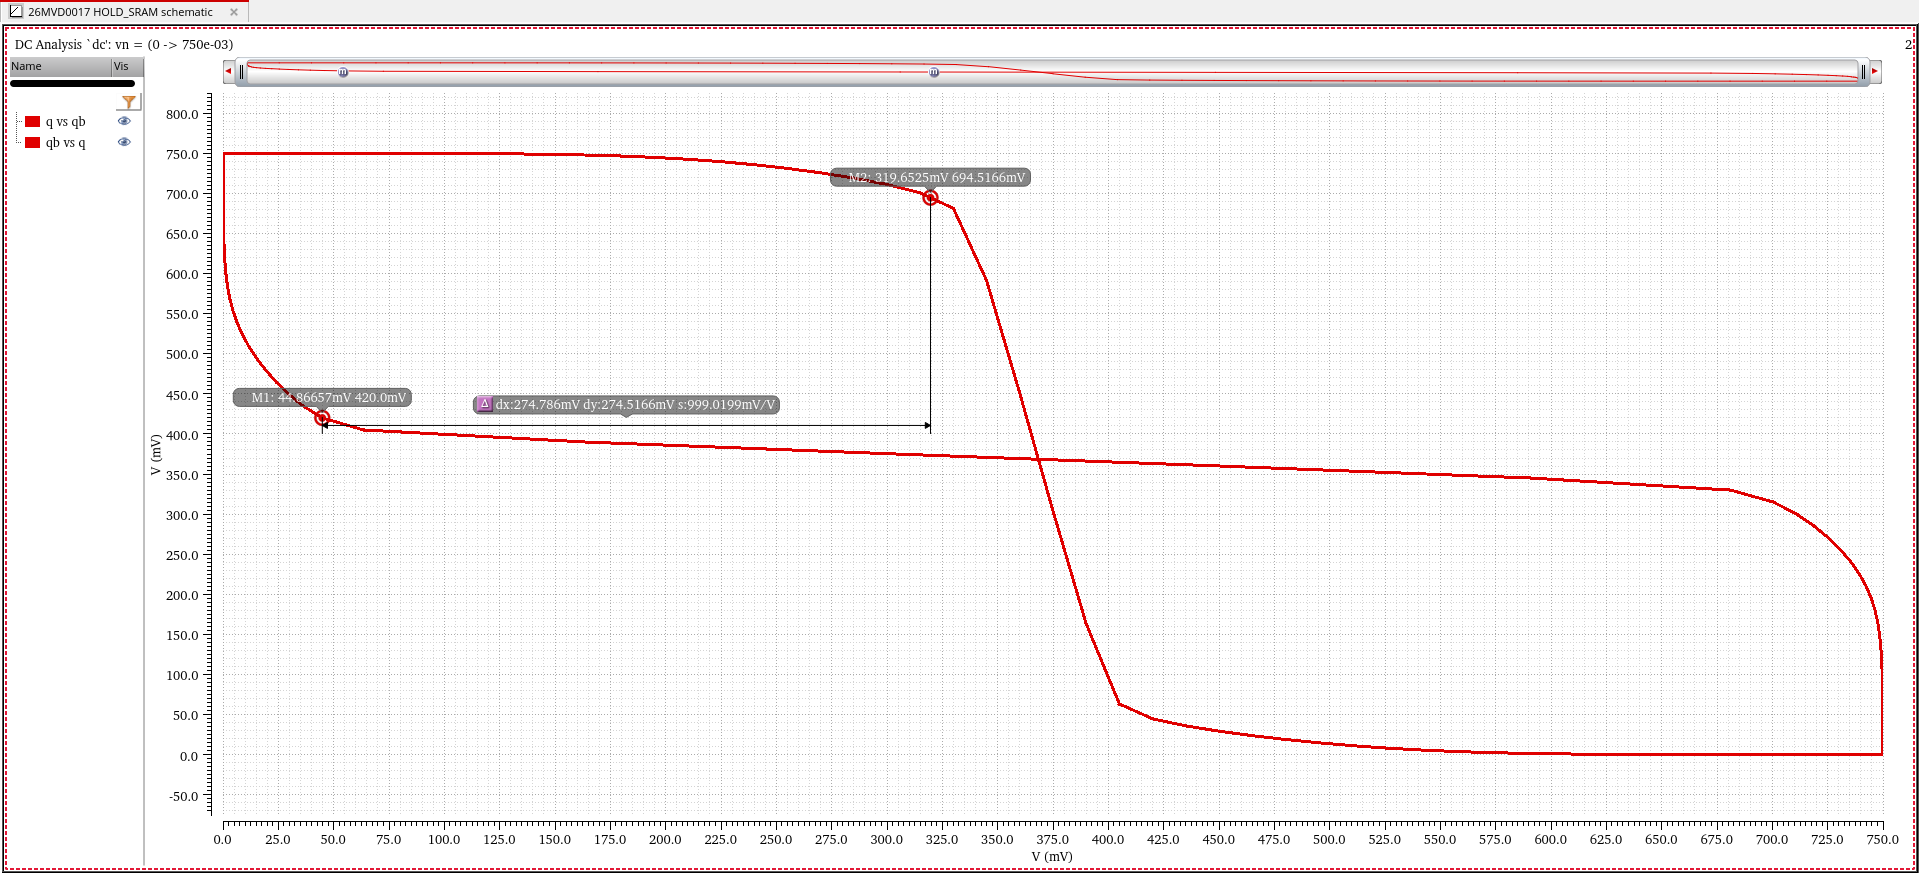 26MVD0017 HOLD_SRAM schematic
DC Analysis `dc': vn = (0 -> 750e-03)
2
Name Vis
q vs qb
qb vs q
800.0
750.0
700.0
650.0
600.0
550.0
500.0
450.0
400.0
350.0
300.0
250.0
200.0
150.0
100.0
50.0
0.0
-50.0
V (mV)
M2: 319.6525mV 694.5166mV
M1: 44.86657mV 420.0mV
Δ dx:274.786mV dy:274.5166mV s:999.0199mV/V
0.0 25.0 50.0 75.0 100.0 125.0 150.0 175.0 200.0 225.0 250.0 275.0 300.0 325.0 350.0 375.0 400.0 425.0 450.0 475.0 500.0 525.0 550.0 575.0 600.0 625.0 650.0 675.0 700.0 725.0 750.0
V (mV)